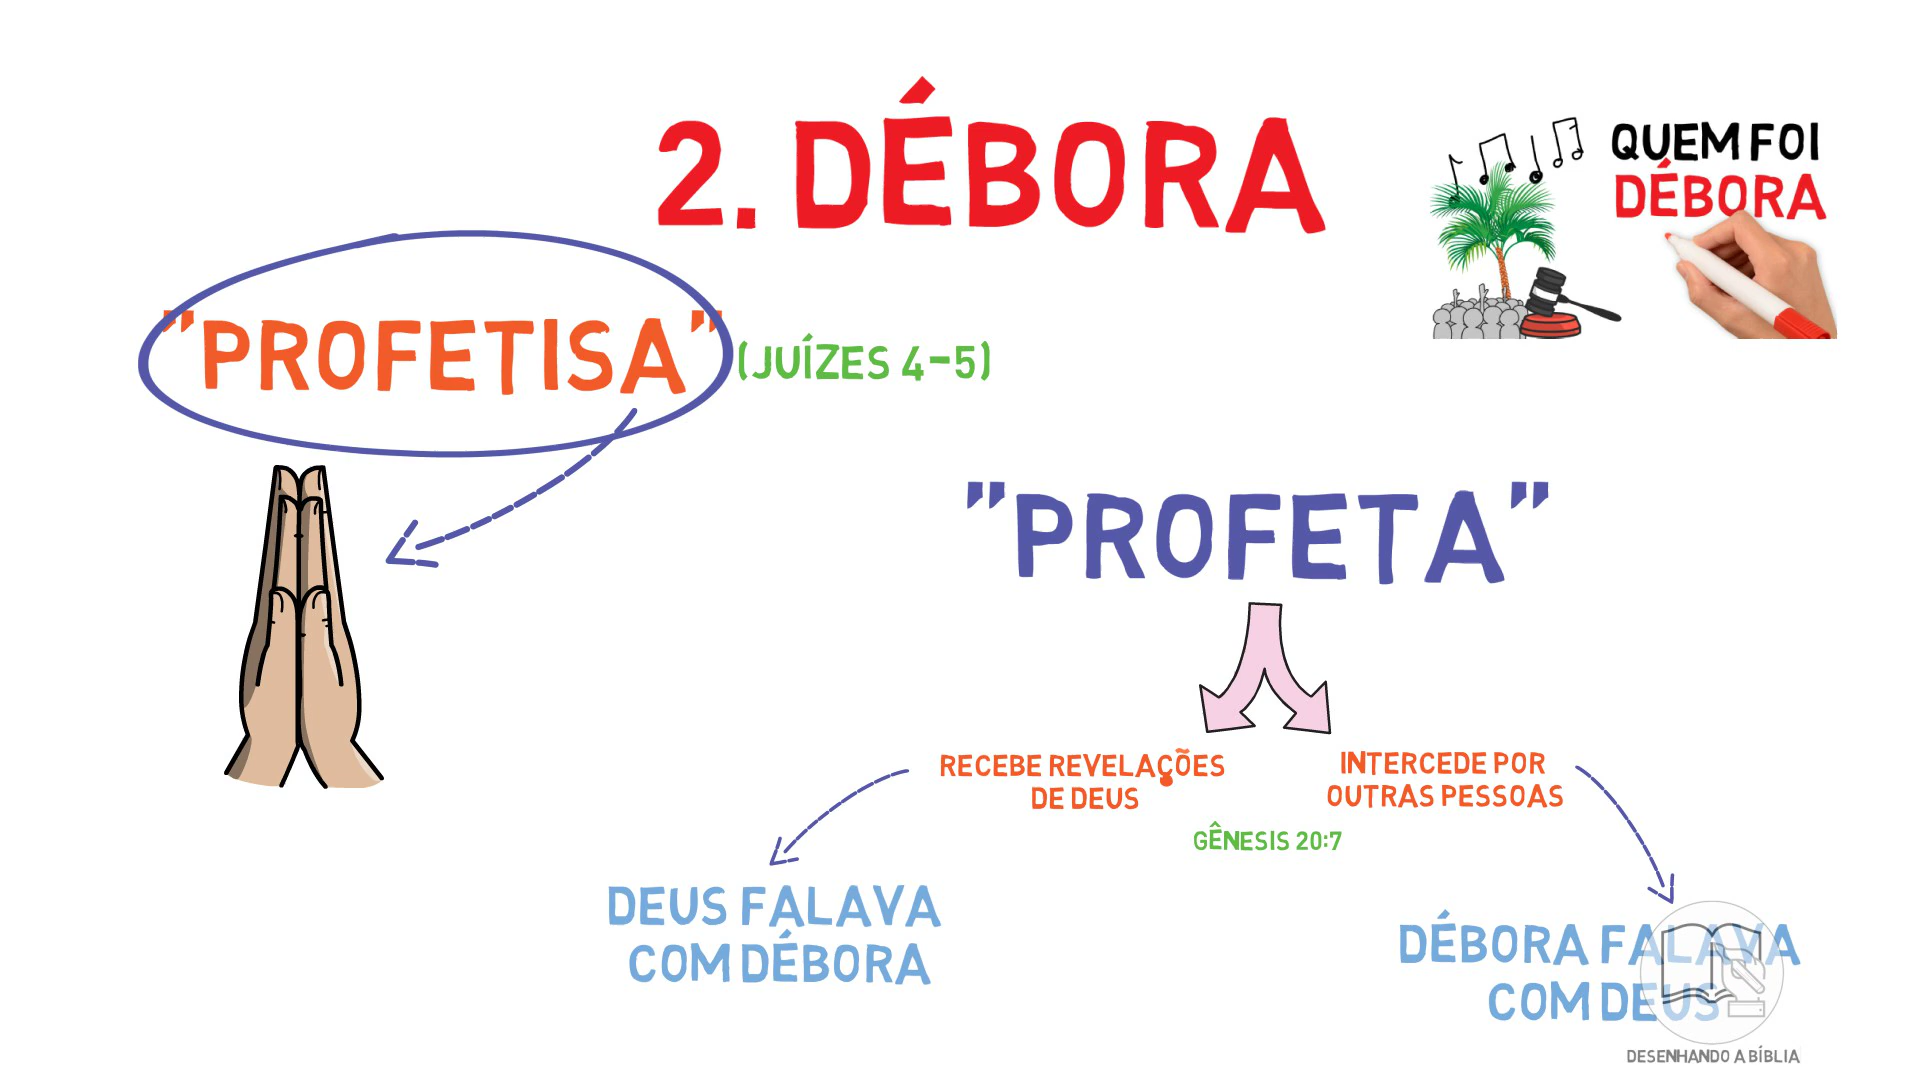 2. DÉBORA
QUEM FOI
DÉBORA
"PROFETISA"
(JUÍZES 4-5)
"PROFETA"
RECEBE REVELAÇÕES
DE DEUS
INTERCEDE POR
OUTRAS PESSOAS
GÊNESIS 20:7
DEUS FALAVA
COM DÉBORA
DÉBORA FALAVA
COM DEUS
DESENHANDO A BÍBLIA